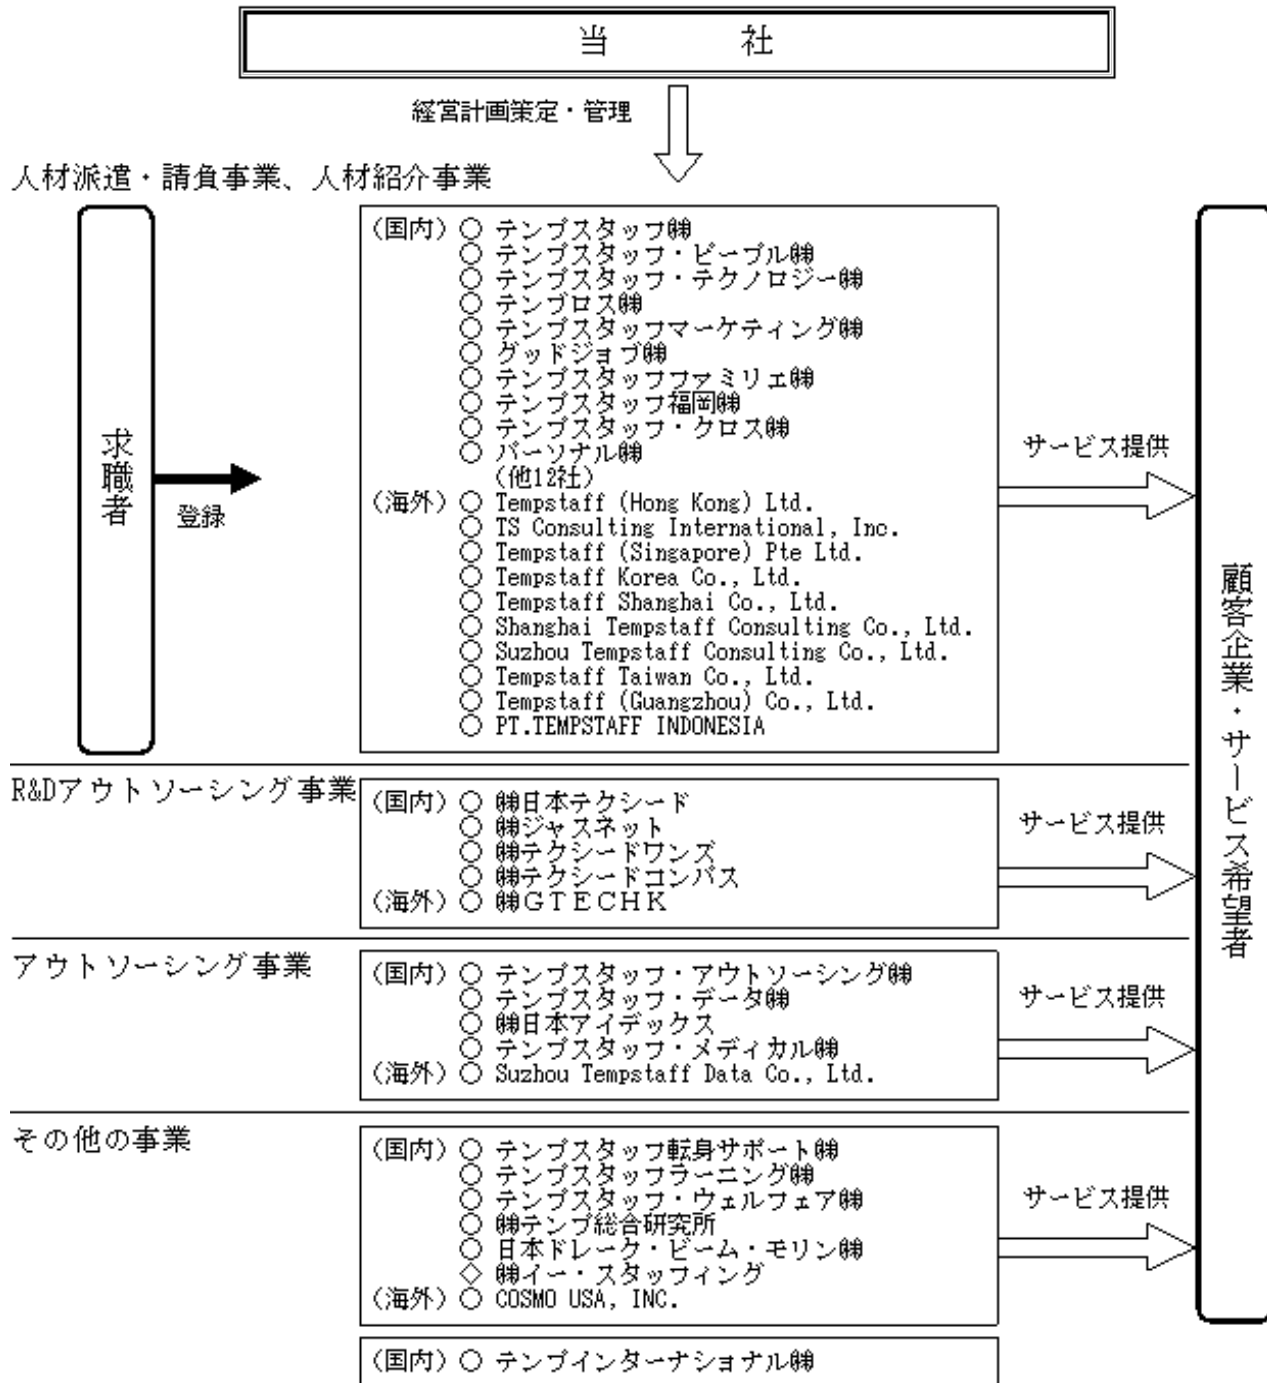 当　　　社
経営計画策定・管理
人材派遣・請負事業、人材紹介事業
求職者
登録
（国内）○ テンプスタッフ㈱
○ テンプスタッフ・ピープル㈱
○ テンプスタッフ・テクノロジー㈱
○ テンプロス㈱
○ テンプスタッフマーケティング㈱
○ グッドジョブ㈱
○ テンプスタッフファミリエ㈱
○ テンプスタッフ福岡㈱
○ テンプスタッフ・クロス㈱
○ パーソナル㈱
（他12社）
（海外）○ Tempstaff (Hong Kong) Ltd.
○ TS Consulting International, Inc.
○ Tempstaff (Singapore) Pte Ltd.
○ Tempstaff Korea Co., Ltd.
○ Tempstaff Shanghai Co., Ltd.
○ Shanghai Tempstaff Consulting Co., Ltd.
○ Suzhou Tempstaff Consulting Co., Ltd.
○ Tempstaff Taiwan Co., Ltd.
○ Tempstaff (Guangzhou) Co., Ltd.
○ PT.TEMPSTAFF INDONESIA
サービス提供
顧客企業・サービス希望者
R&Dアウトソーシング事業
（国内）○ ㈱日本テクシード
○ ㈱ジャスネット
○ ㈱テクシードワンズ
○ ㈱テクシードコンパス
（海外）○ ㈱ＧＴＥＣＨＫ
サービス提供
アウトソーシング事業
（国内）○ テンプスタッフ・アウトソーシング㈱
○ テンプスタッフ・データ㈱
○ ㈱日本アイデックス
○ テンプスタッフ・メディカル㈱
（海外）○ Suzhou Tempstaff Data Co., Ltd.
サービス提供
その他の事業
（国内）○ テンプスタッフ転身サポート㈱
○ テンプスタッフラーニング㈱
○ テンプスタッフ・ウェルフェア㈱
○ ㈱テンプ総合研究所
○ 日本ドレーク・ビーム・モリン㈱
◇ ㈱イー・スタッフィング
（海外）○ COSMO USA, INC.
サービス提供
（国内）○ テンプインターナショナル㈱